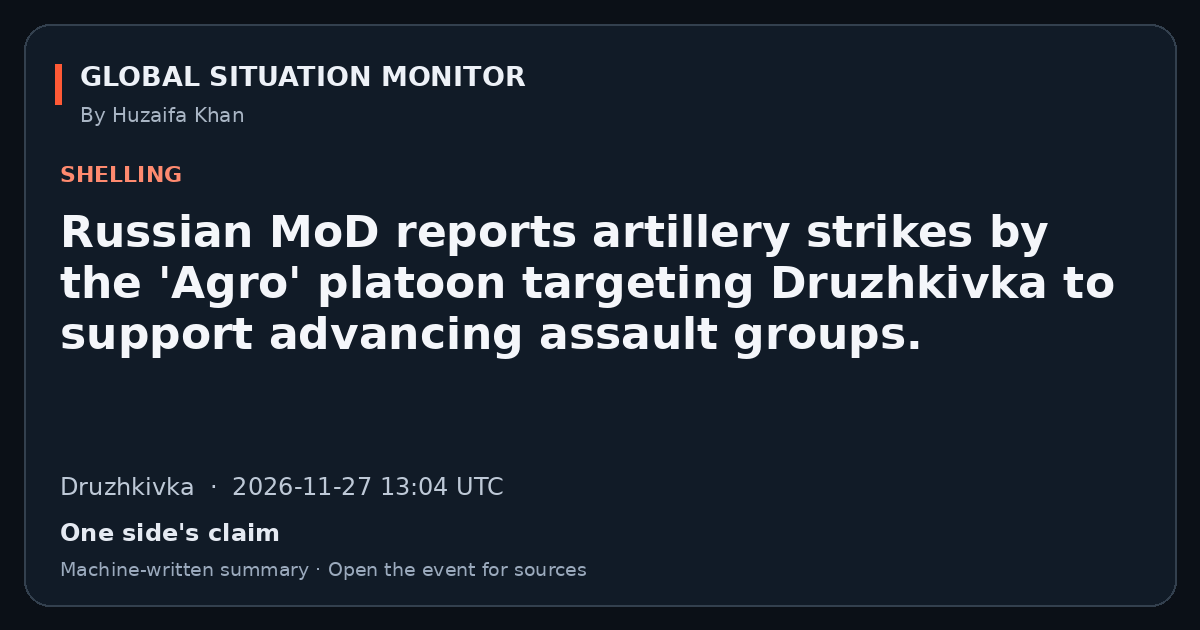 GLOBAL SITUATION MONITOR
By Huzaifa Khan
SHELLING
Russian MoD reports artillery strikes by
the 'Agro' platoon targeting Druzhkivka to
support advancing assault groups.
Druzhkivka · 2026-11-27 13:04 UTC
One side's claim
Machine-written summary · Open the event for sources